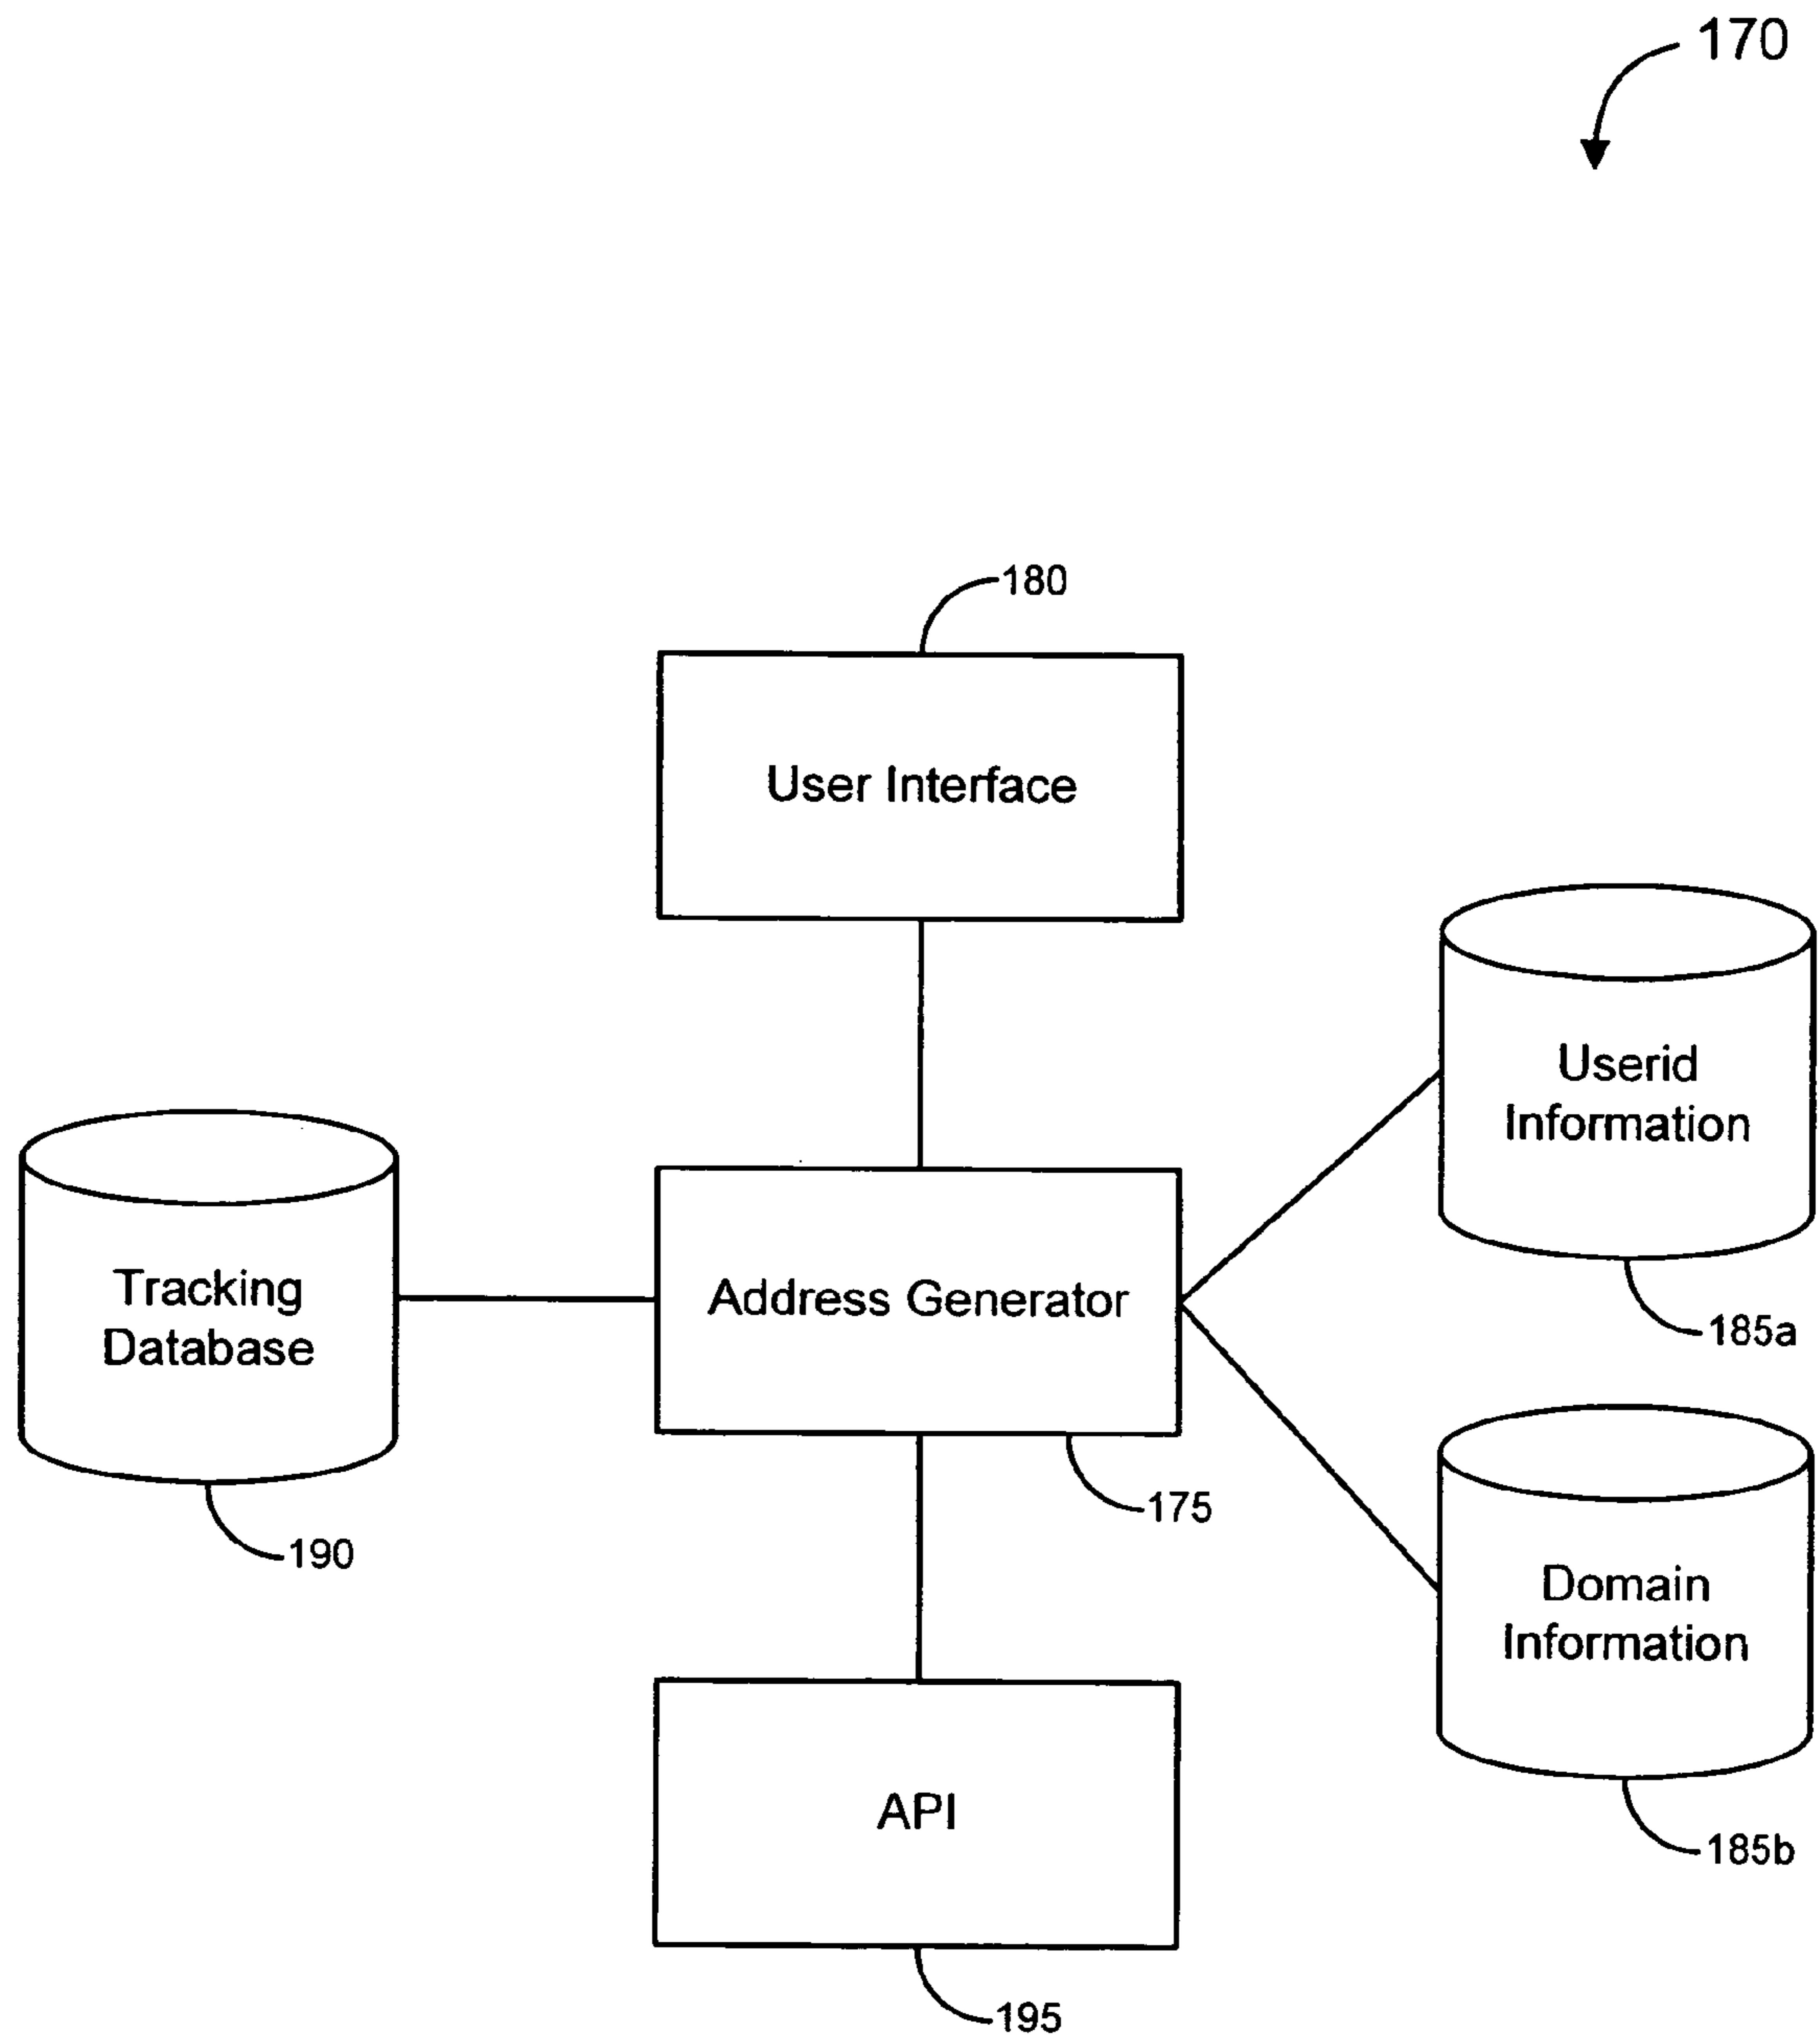 170
180
User Interface
Userid
Information
185a
Tracking
Database
190
Address Generator
175
Domain
Information
185b
API
195